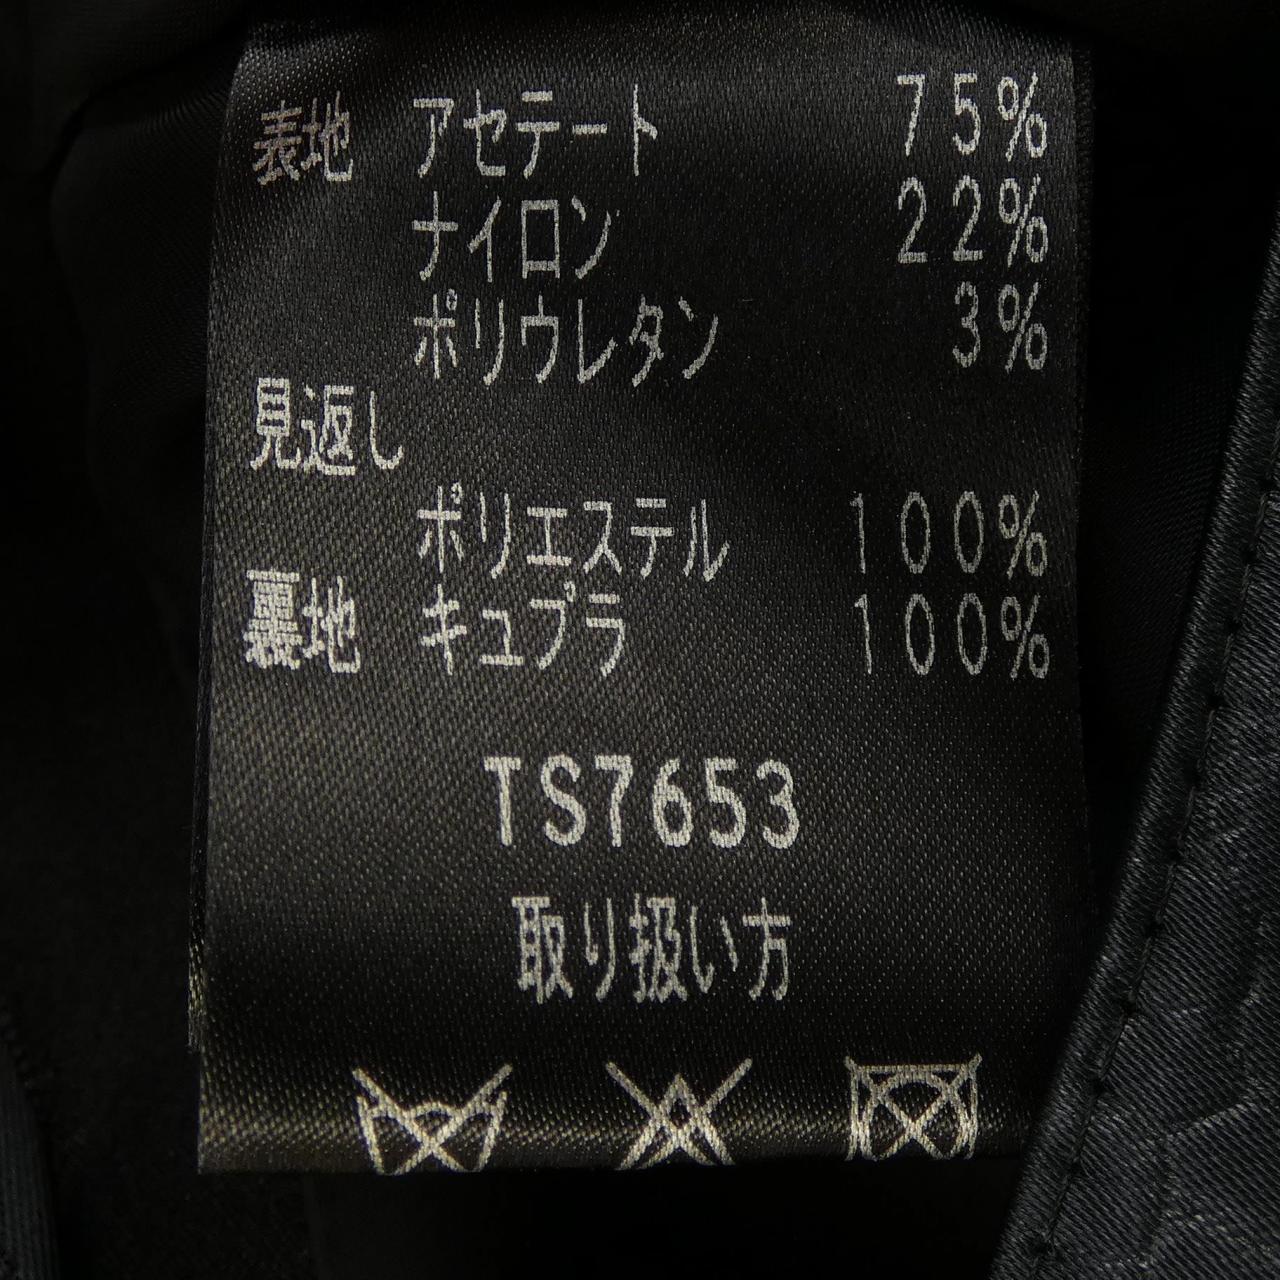 表地 アセテート 75%
ナイロン 22%
ポリウレタン 3%
見返し
ポリエステル 100%
裏地 キュプラ 100%
TS7653
取り扱い方